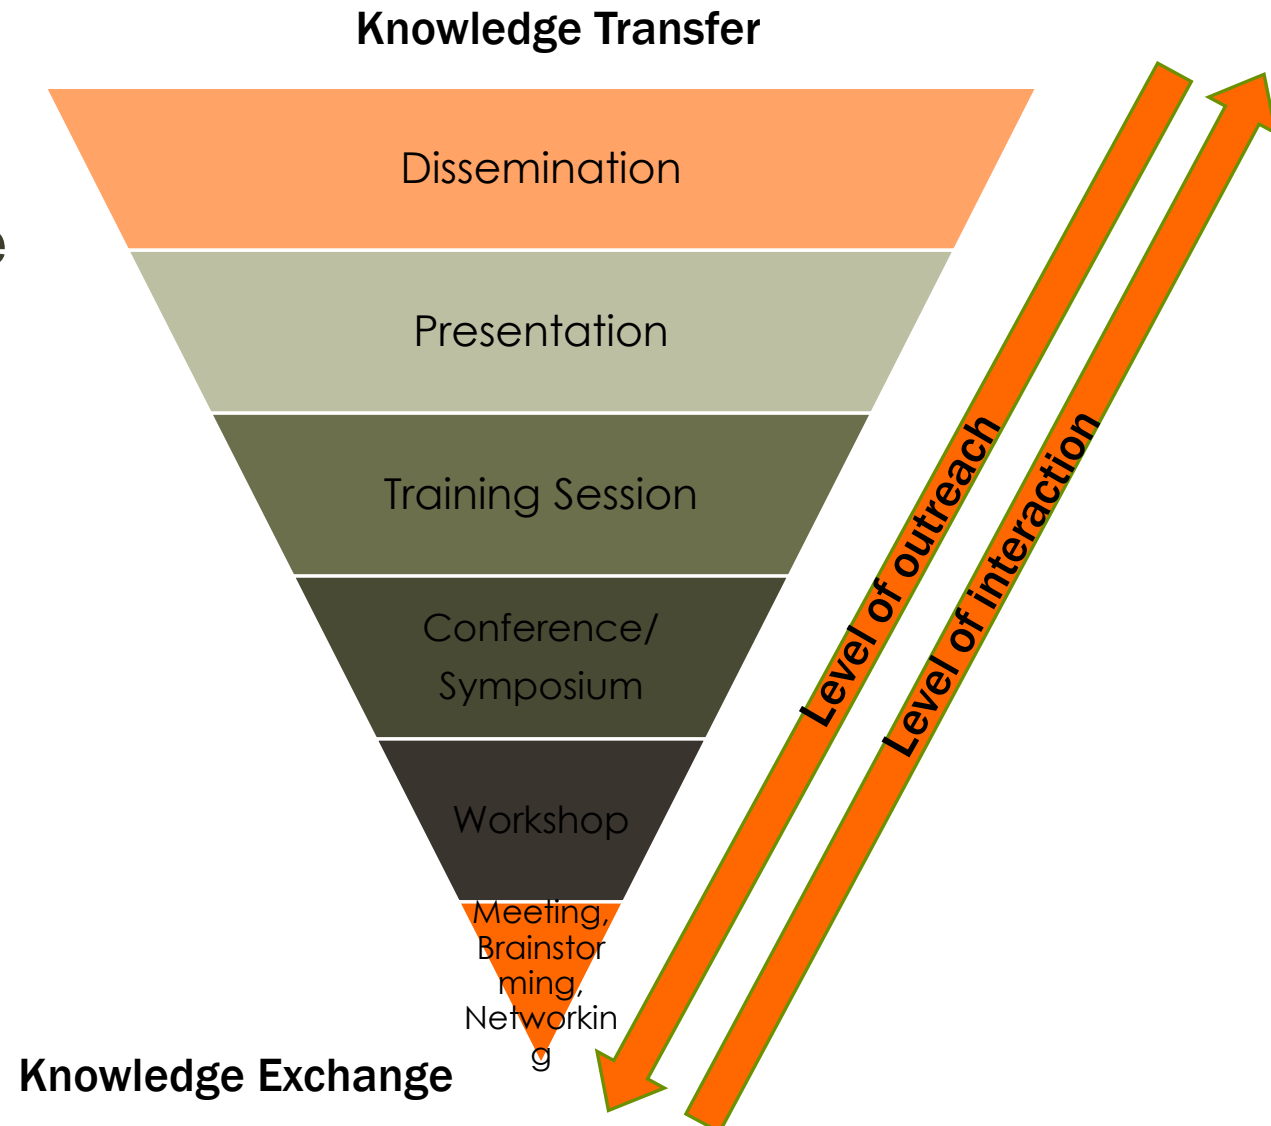 Knowledge Transfer
Dissemination
e
Presentation
Training Session
Conference/
Symposium
Workshop
Meeting,
Brainstor
ming,
Networkin
g
Knowledge Exchange
Level of outreach
Level of interaction